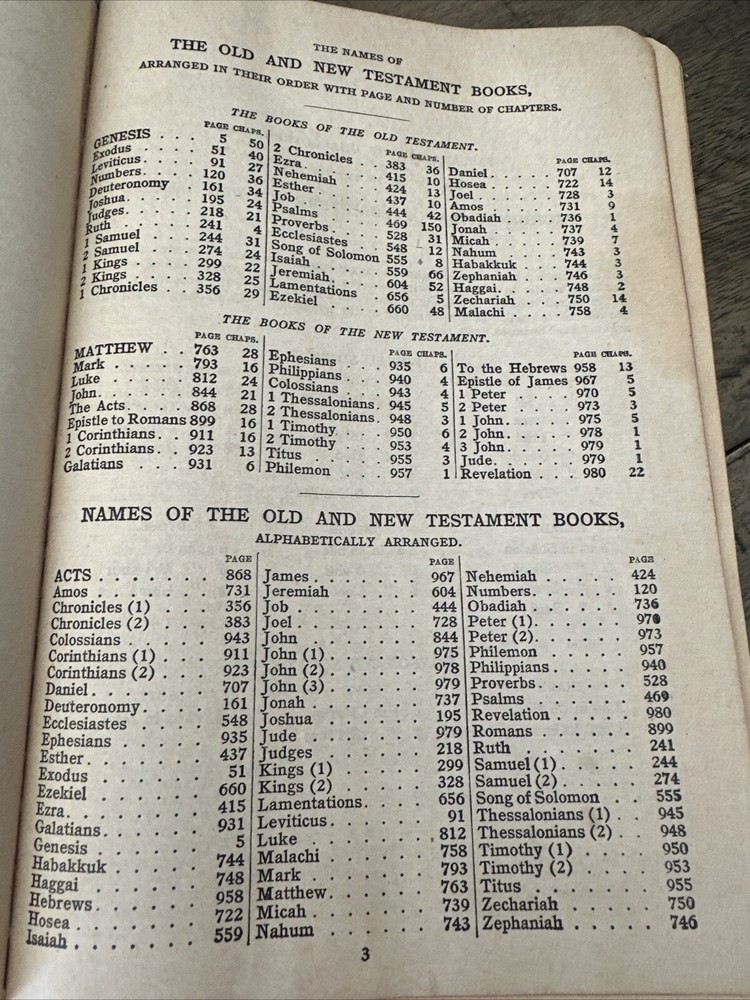 THE NAMES OF
THE OLD AND NEW TESTAMENT BOOKS,
ARRANGED IN THEIR ORDER WITH PAGE AND NUMBER OF CHAPTERS.
THE BOOKS OF THE OLD TESTAMENT.
PAGE CHAPS.
GENESIS . . . 5 50
Exodus . . . . 51 40
Leviticus . . . . 91 27
Numbers . . . . 120 36
Deuteronomy . 161 34
Joshua . . . . . 195 24
Judges . . . . . 218 21
Ruth . . . . . 241 4
1 Samuel . . . 244 31
2 Samuel . . . 274 24
1 Kings . . . . 299 22
2 Kings . . . . 328 25
1 Chronicles . . 356 29
PAGE CHAPS.
2 Chronicles . . 383 36
Ezra . . . . . 415 10
Nehemiah . . . 424 13
Esther . . . . 437 10
Job . . . . . 444 42
Psalms . . . . 469 150
Proverbs . . . 528 31
Ecclesiastes . . 548 12
Song of Solomon 555 8
Isaiah . . . . 559 66
Jeremiah . . . . 604 52
Lamentations . . 656 5
Ezekiel . . . . 660 48
PAGE CHAPS.
Daniel . . . . . 707 12
Hosea . . . . . 722 14
Joel . . . . . 728 3
Amos . . . . . 731 9
Obadiah . . . . 736 1
Jonah . . . . . 737 4
Micah . . . . . 739 7
Nahum . . . . 743 3
Habakkuk . . . 744 3
Zephaniah . . . 746 3
Haggai . . . . . 748 2
Zechariah . . . 750 14
Malachi . . . . 758 4
THE BOOKS OF THE NEW TESTAMENT.
PAGE CHAPS.
MATTHEW . . 763 28
Mark . . . . . 793 16
Luke . . . . . 812 24
John . . . . . 844 21
The Acts . . . . 868 28
Epistle to Romans 899 16
1 Corinthians . . 911 16
2 Corinthians . . 923 13
Galatians . . . 931 6
PAGE CHAPS.
Ephesians . . . 935 6
Philippians . . . 940 4
Colossians . . . 943 4
1 Thessalonians . 945 5
2 Thessalonians . 948 3
1 Timothy . . . 950 6
2 Timothy . . . 953 4
Titus . . . . . 955 3
Philemon . . . 957 1
PAGE CHAPS.
To the Hebrews 958 13
Epistle of James 967 5
1 Peter . . . . 970 5
2 Peter . . . . 973 3
1 John . . . . . 975 5
2 John . . . . . 978 1
3 John . . . . . 979 1
Jude . . . . . . 979 1
Revelation . . . 980 22
NAMES OF THE OLD AND NEW TESTAMENT BOOKS,
ALPHABETICALLY ARRANGED.
PAGE
ACTS . . . . . . . 868
Amos . . . . . . . 731
Chronicles (1) . . . 356
Chronicles (2) . . . 383
Colossians . . . . . 943
Corinthians (1) . . . 911
Corinthians (2) . . . 923
Daniel . . . . . . . 707
Deuteronomy . . . . 161
Ecclesiastes . . . . 548
Ephesians . . . . . 935
Esther . . . . . . . 437
Exodus . . . . . . 51
Ezekiel . . . . . . 660
Ezra . . . . . . . 415
Galatians . . . . . . 931
Genesis . . . . . . 5
Habakkuk . . . . . 744
Haggai . . . . . . 748
Hebrews . . . . . . 958
Hosea . . . . . . . 722
Isaiah . . . . . . . 559
PAGE
James . . . . . . . 967
Jeremiah . . . . . 604
Job . . . . . . . . 444
Joel . . . . . . . . 728
John . . . . . . . 844
John (1) . . . . . . 975
John (2) . . . . . . 978
John (3) . . . . . . 979
Jonah . . . . . . . 737
Joshua . . . . . . 195
Jude . . . . . . . 979
Judges . . . . . . 218
Kings (1) . . . . . 299
Kings (2) . . . . . 328
Lamentations . . . . 656
Leviticus . . . . . . 91
Luke . . . . . . . 812
Malachi . . . . . . 758
Mark . . . . . . . 793
Matthew . . . . . . 763
Micah . . . . . . . 739
Nahum . . . . . . 743
PAGE
Nehemiah . . . . . 424
Numbers . . . . . . 120
Obadiah . . . . . . 736
Peter (1) . . . . . . 970
Peter (2) . . . . . . 973
Philemon . . . . . 957
Philippians . . . . . 940
Proverbs . . . . . . 528
Psalms . . . . . . 469
Revelation . . . . . 980
Romans . . . . . . 899
Ruth . . . . . . . 241
Samuel (1) . . . . . 244
Samuel (2) . . . . . 274
Song of Solomon . . 555
Thessalonians (1) . . 945
Thessalonians (2) . . 948
Timothy (1) . . . . 950
Timothy (2) . . . . 953
Titus . . . . . . . 955
Zechariah . . . . . 750
Zephaniah . . . . . 746
3